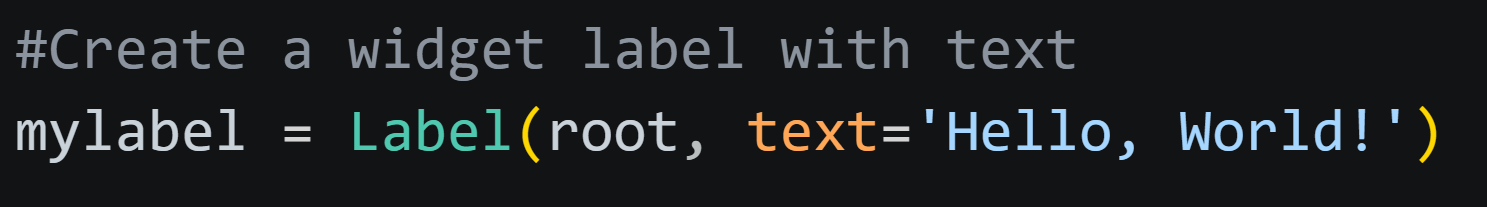 #Create a widget label with text
mylabel = Label(root, text='Hello, World!')